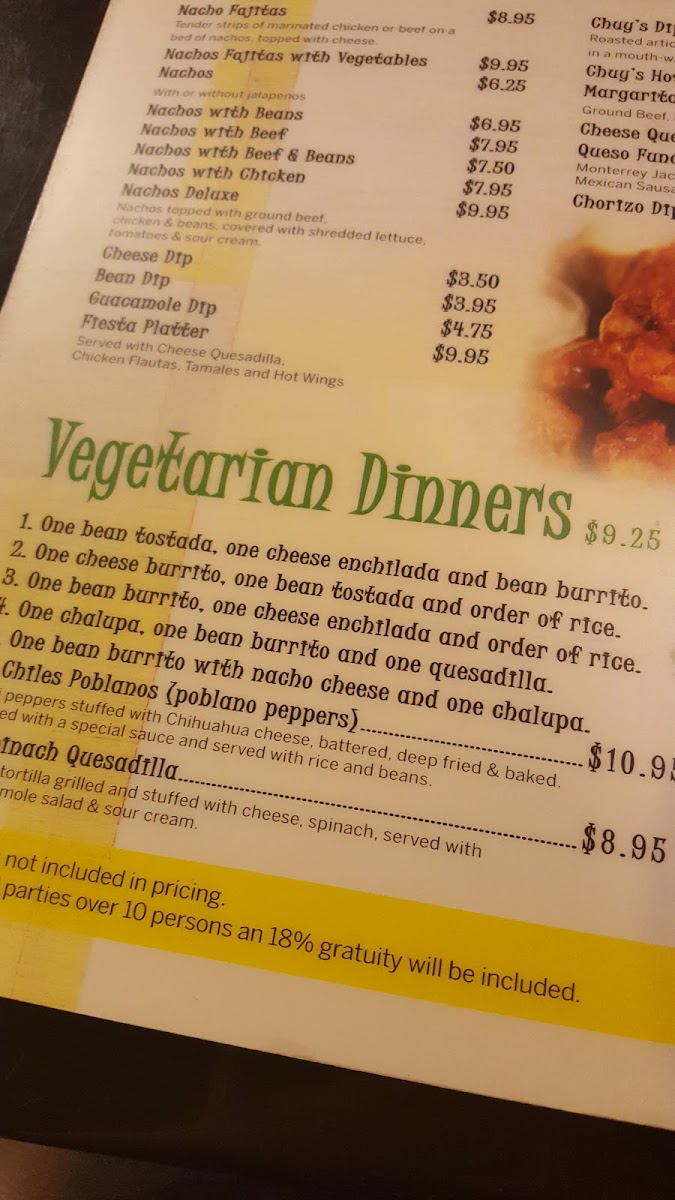 Nacho Fajitas $8.95
Tender strips of marinated chicken or beef on a
bed of nachos, topped with cheese.
Nachos Fajitas with Vegetables $9.95
Nachos $6.25
With or without jalapenos
Nachos with Beans $6.95
Nachos with Beef $7.95
Nachos with Beef & Beans $7.50
Nachos with Chicken $7.95
Nachos Deluxe $9.95
Nachos topped with ground beef,
chicken & beans, covered with shredded lettuce,
tomatoes & sour cream.
Cheese Dip $3.50
Bean Dip $3.95
Guacamole Dip $4.75
Fiesta Platter $9.95
Served with Cheese Quesadilla,
Chicken Flautas, Tamales and Hot Wings
Chuy's
Roasted
in a
Chuy's
Ground Beef,
Cheese
Queso
Monterrey
Mexican
Chorizo
Vegetarian Dinners $9.25
1. One bean tostada, one cheese enchilada and bean burrito.
2. One cheese burrito, one bean tostada and order of rice.
3. One bean burrito, one cheese enchilada and order of rice.
4. One chalupa, one bean burrito and one quesadilla.
One bean burrito with nacho cheese and one chalupa.
Chiles Poblanos (poblano peppers)........ $10.9
peppers stuffed with Chihuahua cheese, battered, deep fried & baked.
with a special sauce and served with rice and beans.
Quesadilla........ $8.95
tortilla grilled and stuffed with cheese, spinach, served with
salad & sour cream.
not included in pricing.
parties over 10 persons an 18% gratuity will be included.